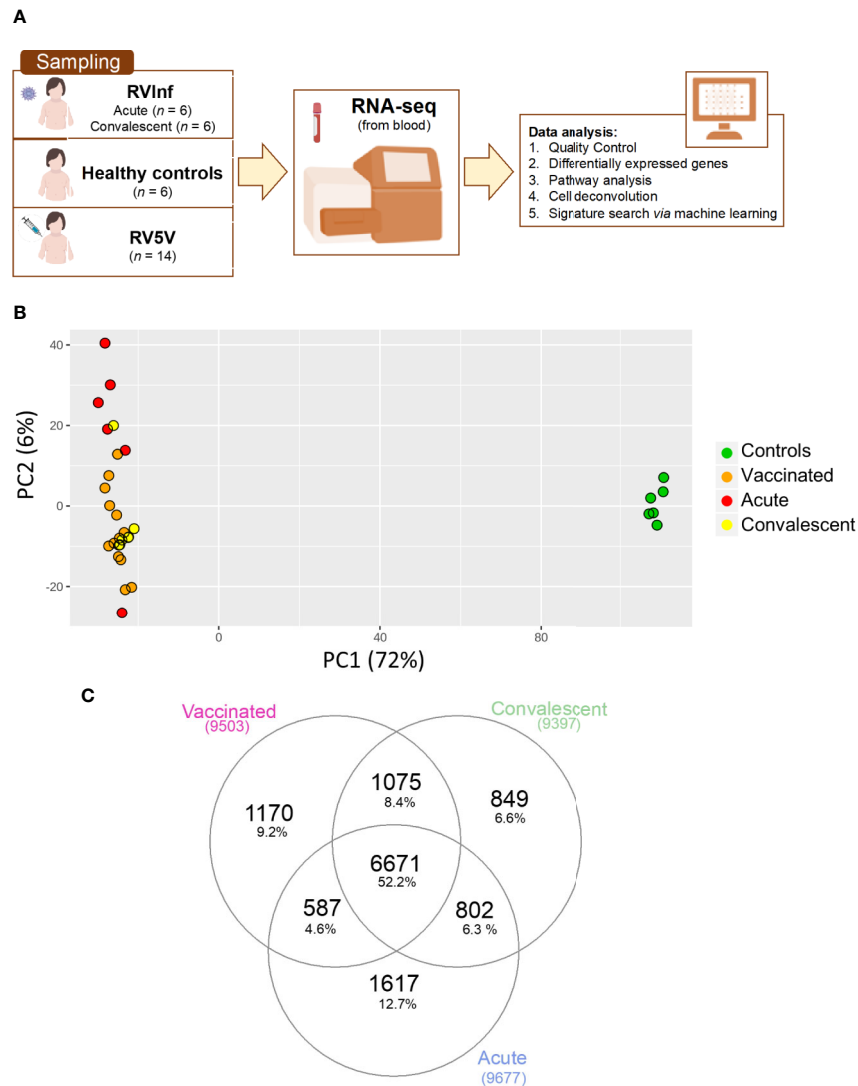 A
Sampling
RVInf
Acute (n = 6)
Convalescent (n = 6)
Healthy controls
(n = 6)
RV5V
(n = 14)
RNA-seq
(from blood)
Data analysis:
1. Quality Control
2. Differentially expressed genes
3. Pathway analysis
4. Cell deconvolution
5. Signature search via machine learning
B
PC2 (6%)
40
20
0
-20
0
40
80
PC1 (72%)
Controls
Vaccinated
Acute
Convalescent
C
Vaccinated
(9503)
Convalescent
(9397)
1075
8.4%
1170
9.2%
849
6.6%
6671
52.2%
587
4.6%
802
6.3 %
1617
12.7%
Acute
(9677)